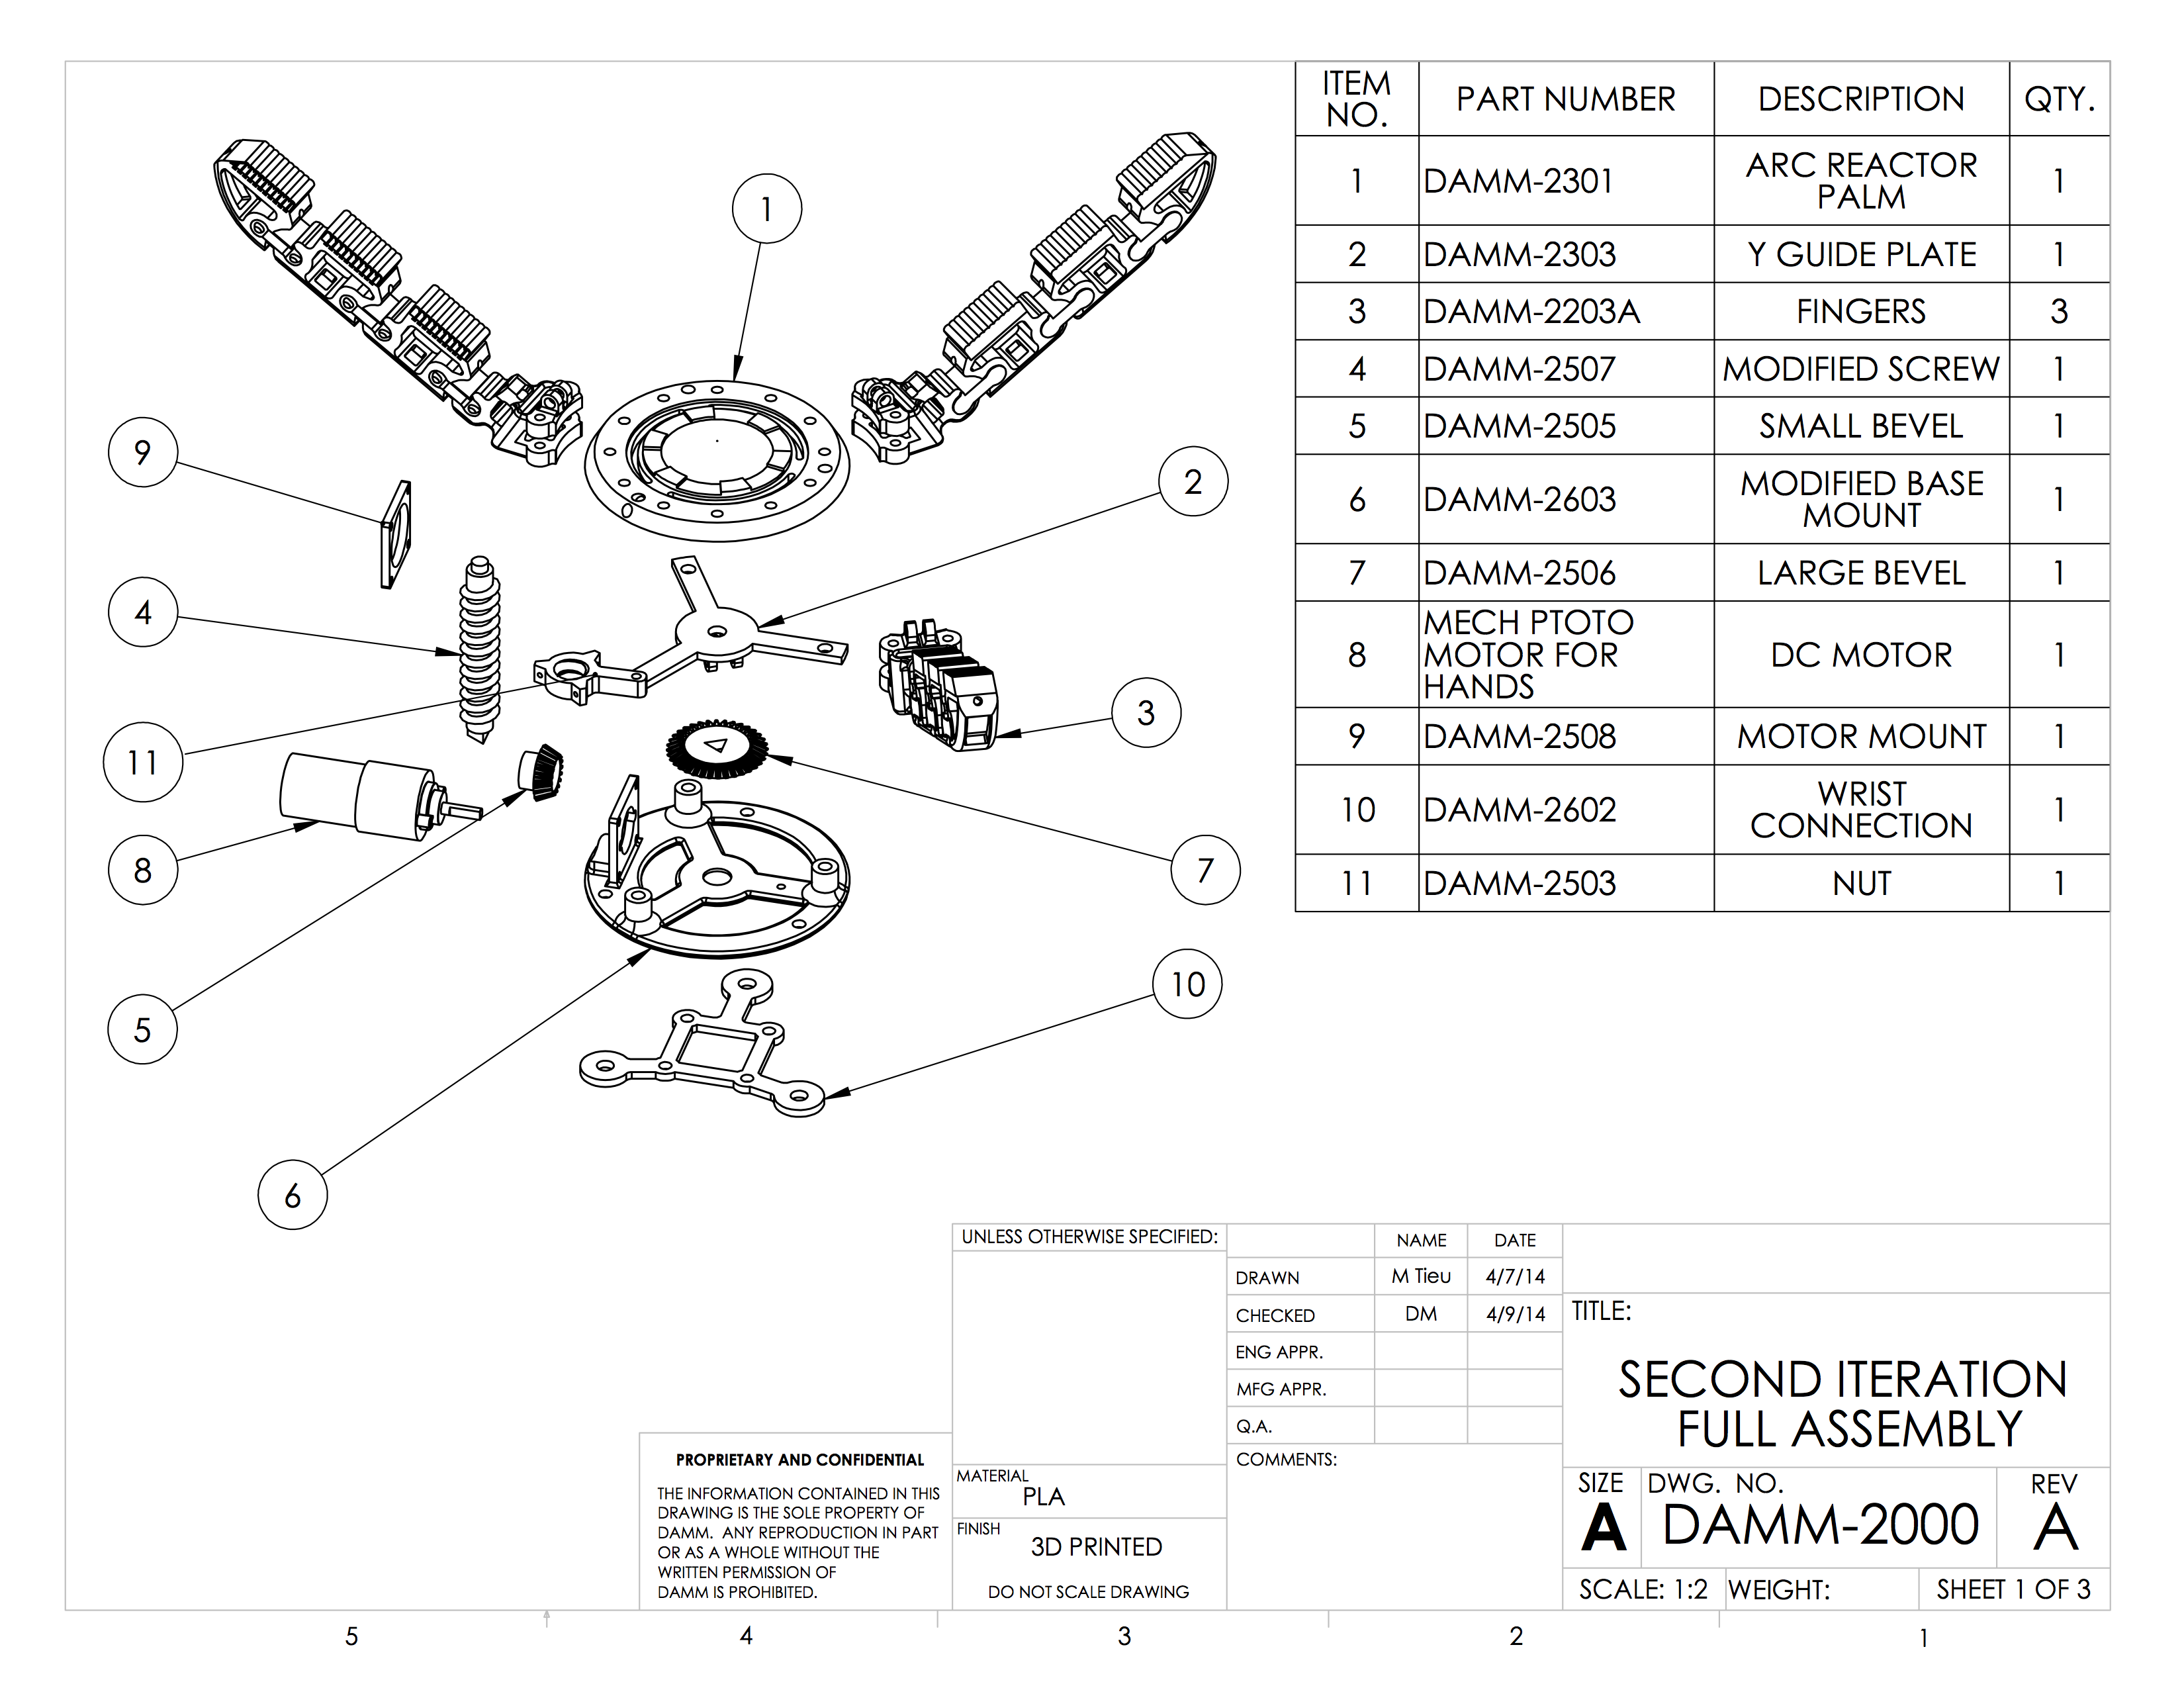 1
9
2
4
3
11
7
8
10
5
6
ITEM NO. PART NUMBER DESCRIPTION QTY.
1 DAMM-2301 ARC REACTOR PALM 1
2 DAMM-2303 Y GUIDE PLATE 1
3 DAMM-2203A FINGERS 3
4 DAMM-2507 MODIFIED SCREW 1
5 DAMM-2505 SMALL BEVEL 1
6 DAMM-2603 MODIFIED BASE MOUNT 1
7 DAMM-2506 LARGE BEVEL 1
8 MECH PTOTO MOTOR FOR HANDS DC MOTOR 1
9 DAMM-2508 MOTOR MOUNT 1
10 DAMM-2602 WRIST CONNECTION 1
11 DAMM-2503 NUT 1
PROPRIETARY AND CONFIDENTIAL
THE INFORMATION CONTAINED IN THIS
DRAWING IS THE SOLE PROPERTY OF
DAMM. ANY REPRODUCTION IN PART
OR AS A WHOLE WITHOUT THE
WRITTEN PERMISSION OF
DAMM IS PROHIBITED.
UNLESS OTHERWISE SPECIFIED:
MATERIAL
PLA
FINISH
3D PRINTED
DO NOT SCALE DRAWING
NAME DATE
DRAWN M Tieu 4/7/14
CHECKED DM 4/9/14
ENG APPR.
MFG APPR.
Q.A.
COMMENTS:
TITLE:
SECOND ITERATION
FULL ASSEMBLY
SIZE DWG. NO. REV
A DAMM-2000 A
SCALE: 1:2 WEIGHT: SHEET 1 OF 3
5 4 3 2 1